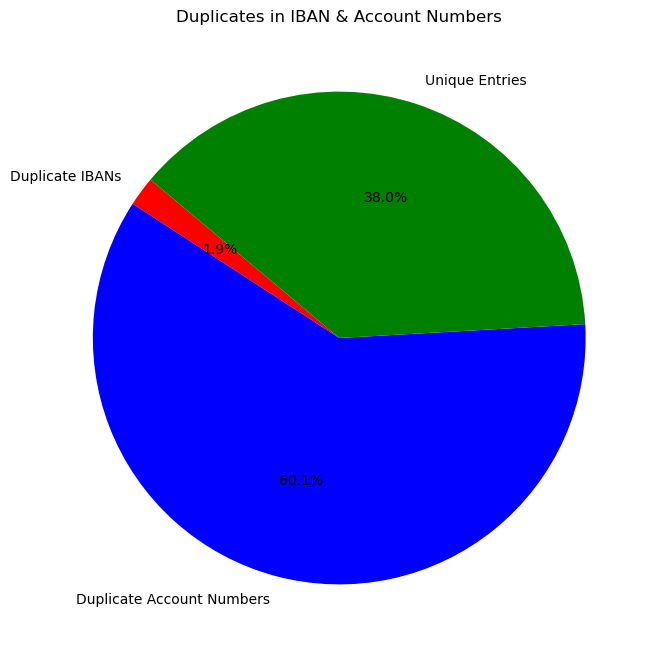 Duplicates in IBAN & Account Numbers
Unique Entries
Duplicate IBANs
38.0%
1.9%
60.1%
Duplicate Account Numbers